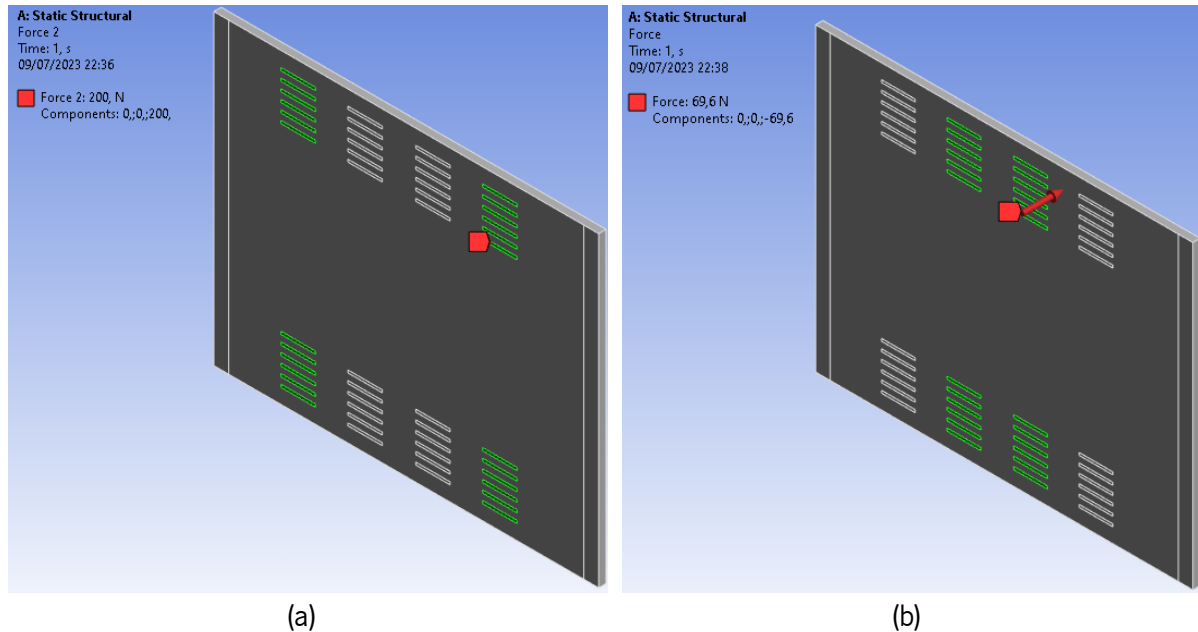 A: Static Structural
Force 2
Time: 1, s
09/07/2023 22:36
Force 2: 200, N
Components: 0,;0,;200,
(a)
A: Static Structural
Force
Time: 1, s
09/07/2023 22:38
Force: 69,6 N
Components: 0,;0,;-69,6
(b)